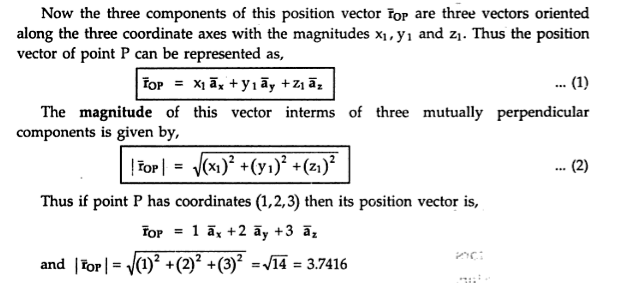 Now the three components of this position vector r̄OP are three vectors oriented
along the three coordinate axes with the magnitudes x₁, y₁ and z₁. Thus the position
vector of point P can be represented as,
r̄OP = x₁ āx + y₁ āy + z₁ āz ... (1)
The magnitude of this vector interms of three mutually perpendicular
components is given by,
|r̄OP| = √((x₁)² + (y₁)² + (z₁)²) ... (2)
Thus if point P has coordinates (1, 2, 3) then its position vector is,
r̄OP = 1 āx + 2 āy + 3 āz
and |r̄OP| = √((1)² + (2)² + (3)²) = √14 = 3.7416